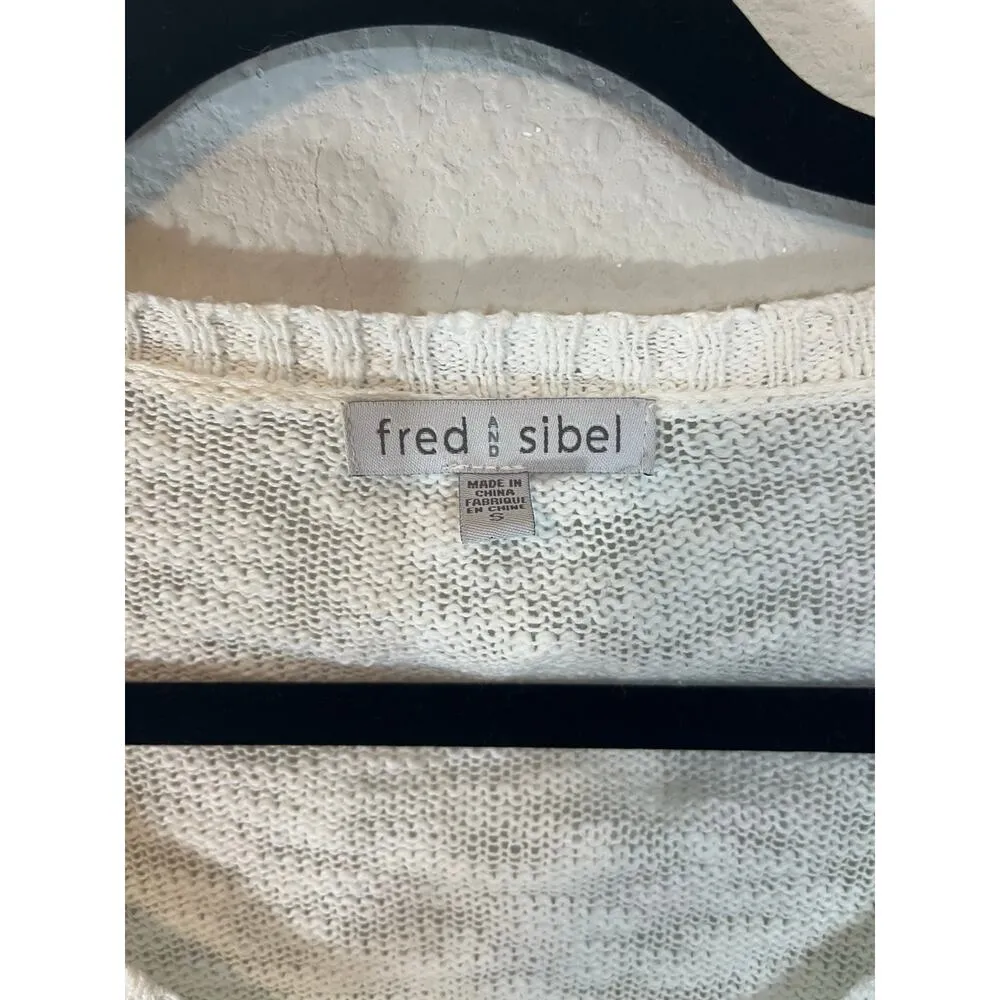 fred AND sibel
MADE IN
CHINA
FABRIQUE
EN CHINE
S